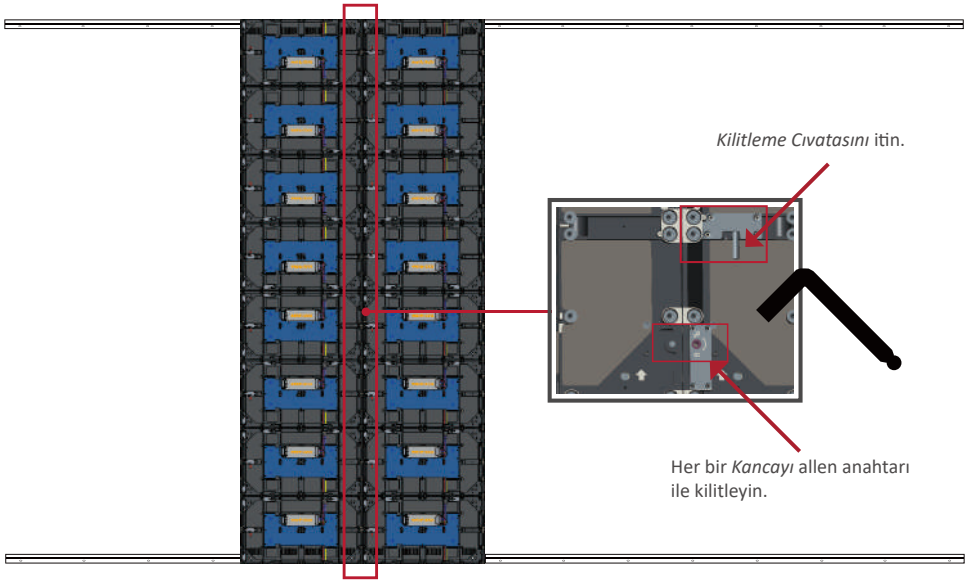 Kilitleme Cıvatasını itin.
Her bir Kancayı allen anahtarı
ile kilitleyin.